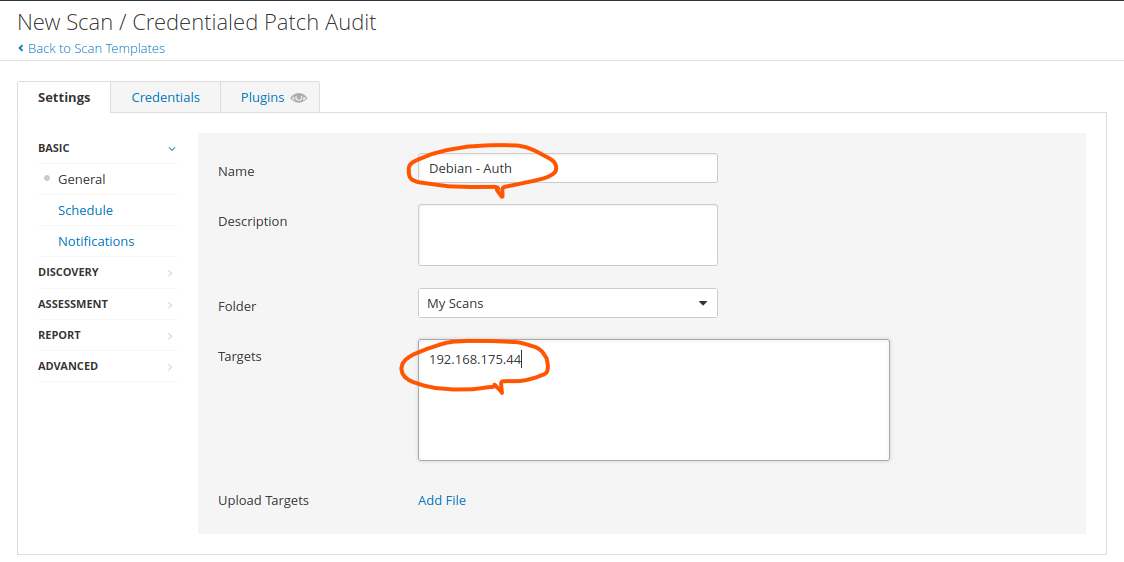 New Scan / Credentialed Patch Audit
Back to Scan Templates
Settings Credentials Plugins
BASIC
General
Schedule
Notifications
DISCOVERY
ASSESSMENT
REPORT
ADVANCED
Name Debian - Auth
Description
Folder My Scans
Targets 192.168.175.44
Upload Targets Add File